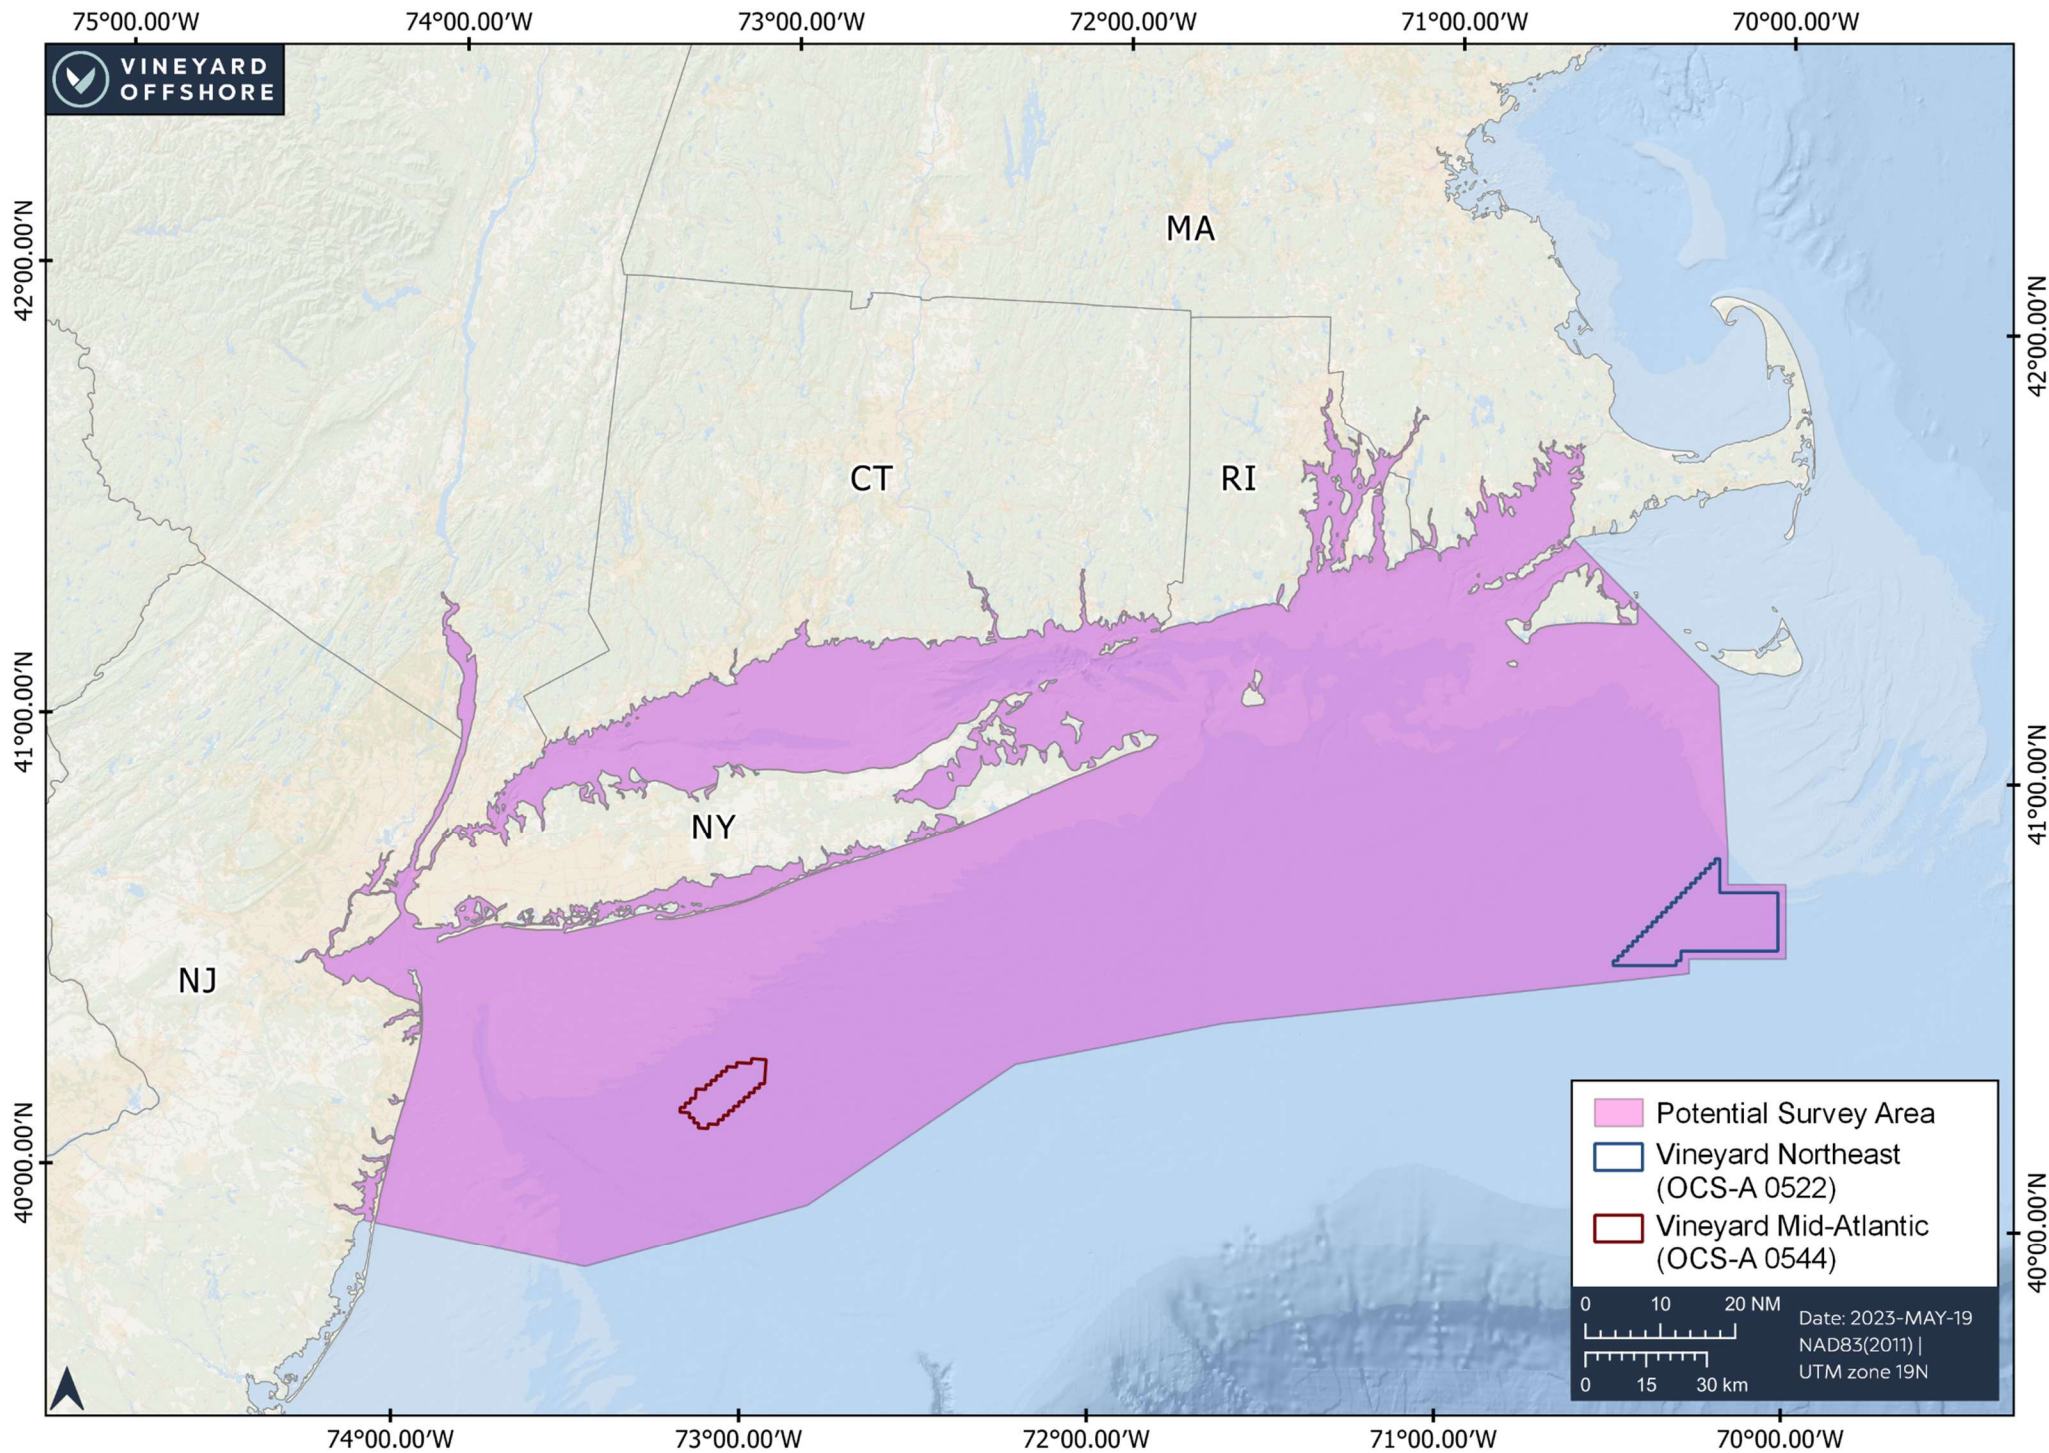 75°00.00′W 74°00.00′W 73°00.00′W 72°00.00′W 71°00.00′W 70°00.00′W
VINEYARD
OFFSHORE
MA
42°00.00′N
42°00.00′N
CT
RI
41°00.00′N
41°00.00′N
NY
NJ
40°00.00′N
40°00.00′N
Potential Survey Area
Vineyard Northeast
(OCS-A 0522)
Vineyard Mid-Atlantic
(OCS-A 0544)
0 10 20 NM
0 15 30 km
Date: 2023-MAY-19
NAD83(2011) |
UTM zone 19N
74°00.00′W 73°00.00′W 72°00.00′W 71°00.00′W 70°00.00′W